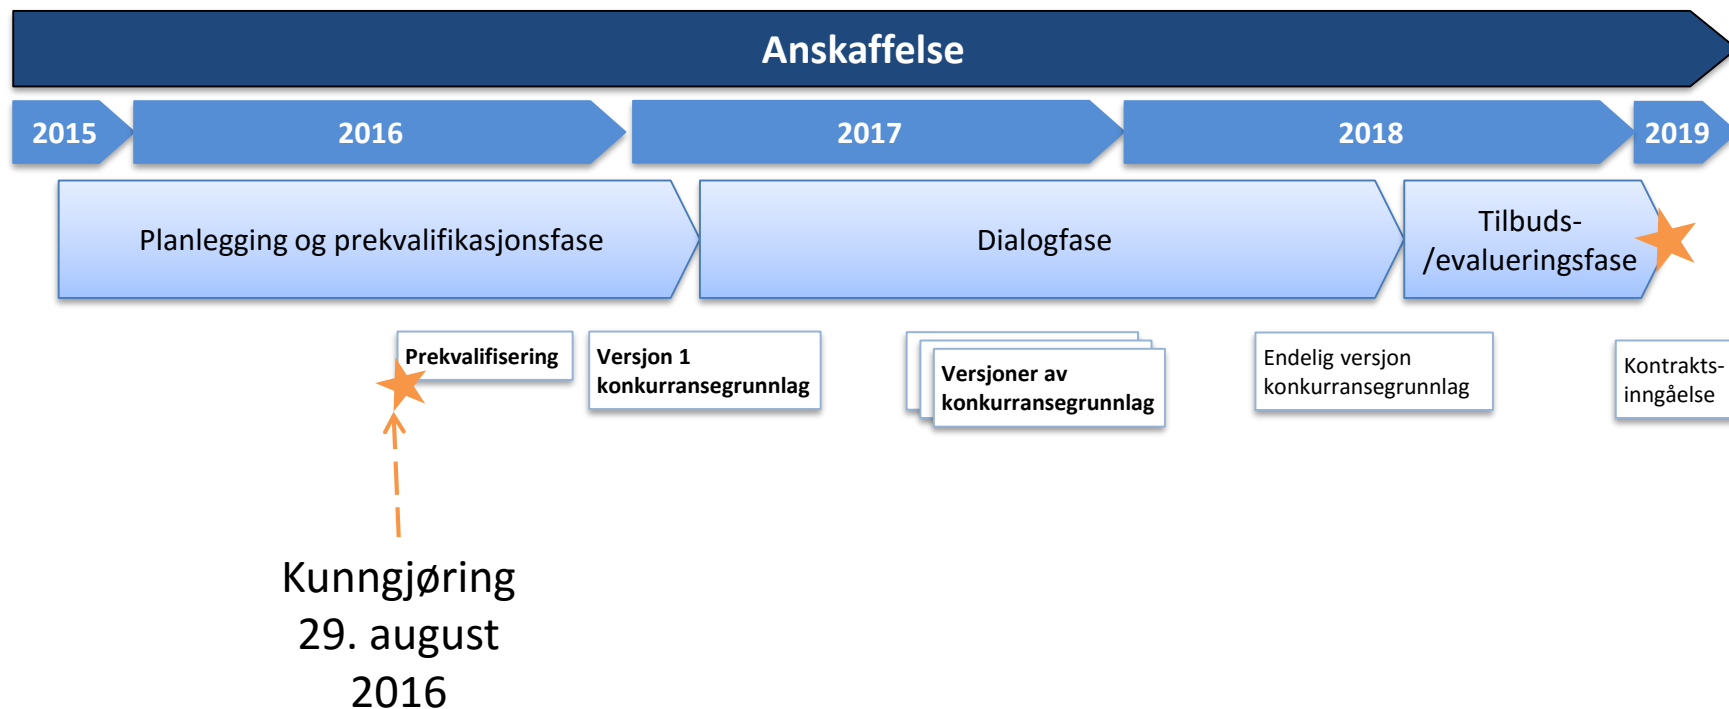 Anskaffelse
2015
2016
2017
2018
2019
Planlegging og prekvalifikasjonsfase
Dialogfase
Tilbuds-
/evalueringsfase
Prekvalifisering
Versjon 1
konkurransegrunnlag
Versjoner av
konkurransegrunnlag
Endelig versjon
konkurransegrunnlag
Kontrakts-
inngåelse
Kunngjøring
29. august
2016